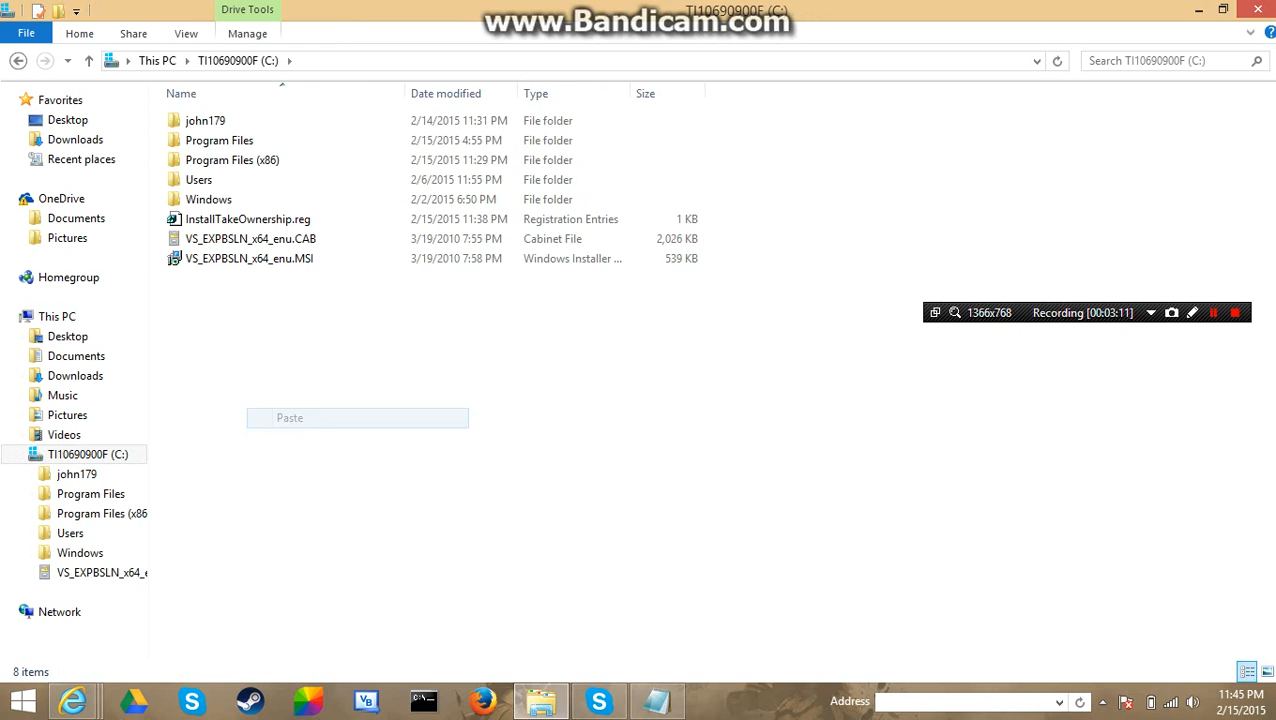 Drive Tools
TI10690900F (C:)
www.Bandicam.com
File Home Share View Manage
This PC TI10690900F (C:)
Search TI10690900F (C:)
Name Date modified Type Size
john179 2/14/2015 11:31 PM File folder
Program Files 2/15/2015 4:55 PM File folder
Program Files (x86) 2/15/2015 11:29 PM File folder
Users 2/6/2015 11:55 PM File folder
Windows 2/2/2015 6:50 PM File folder
InstallTakeOwnership.reg 2/15/2015 11:38 PM Registration Entries 1 KB
VS_EXPBSLN_x64_enu.CAB 3/19/2010 7:55 PM Cabinet File 2,026 KB
VS_EXPBSLN_x64_enu.MSI 3/19/2010 7:58 PM Windows Installer ... 539 KB
Favorites
Desktop
Downloads
Recent places
OneDrive
Documents
Pictures
Homegroup
This PC
Desktop
Documents
Downloads
Music
Pictures
Videos
TI10690900F (C:)
john179
Program Files
Program Files (x86
Users
Windows
VS_EXPBSLN_x64_e
Network
1366x768 Recording [00:03:11]
Paste
8 items
VB
C:\.
Address
11:45 PM
2/15/2015